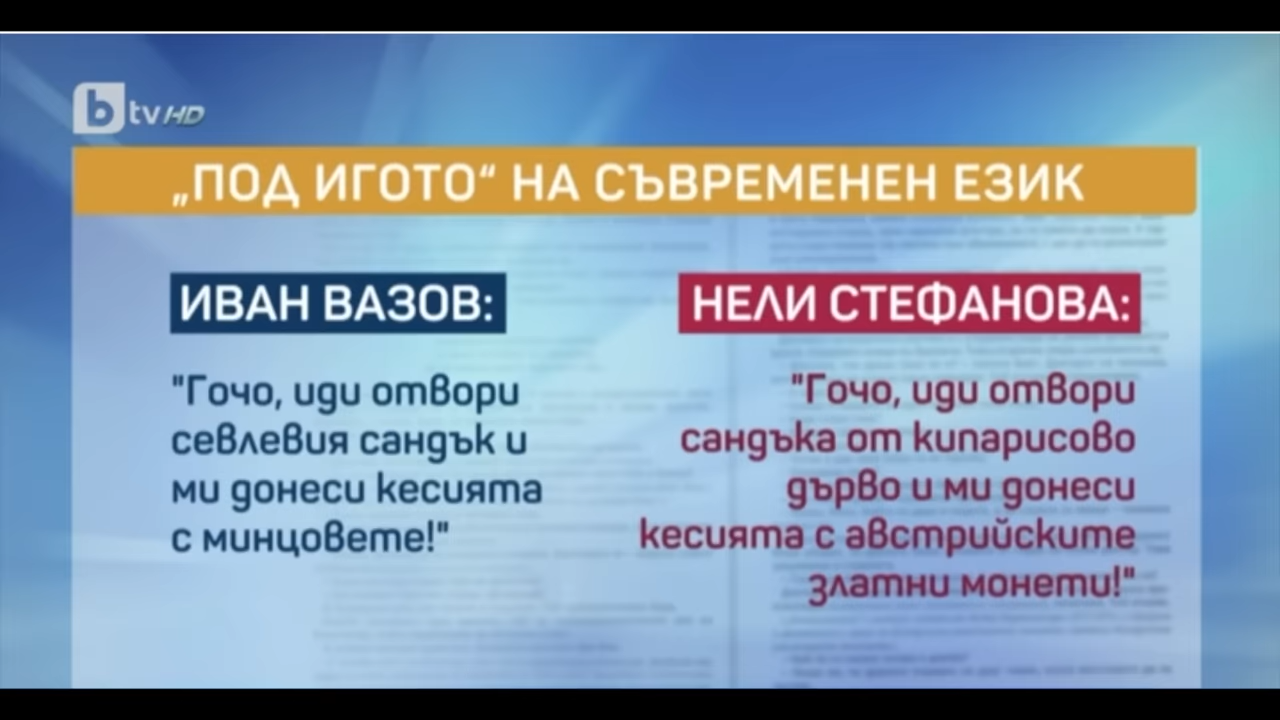 btv HD
„ПОД ИГОТО“ НА СЪВРЕМЕНЕН ЕЗИК
ИВАН ВАЗОВ:
"Гочо, иди отвори
севлевия сандък и
ми донеси кесията
с минцовете!"
НЕЛИ СТЕФАНОВА:
"Гочо, иди отвори
сандъка от кипарисово
дърво и ми донеси
кесията с австрийските
златни монети!"